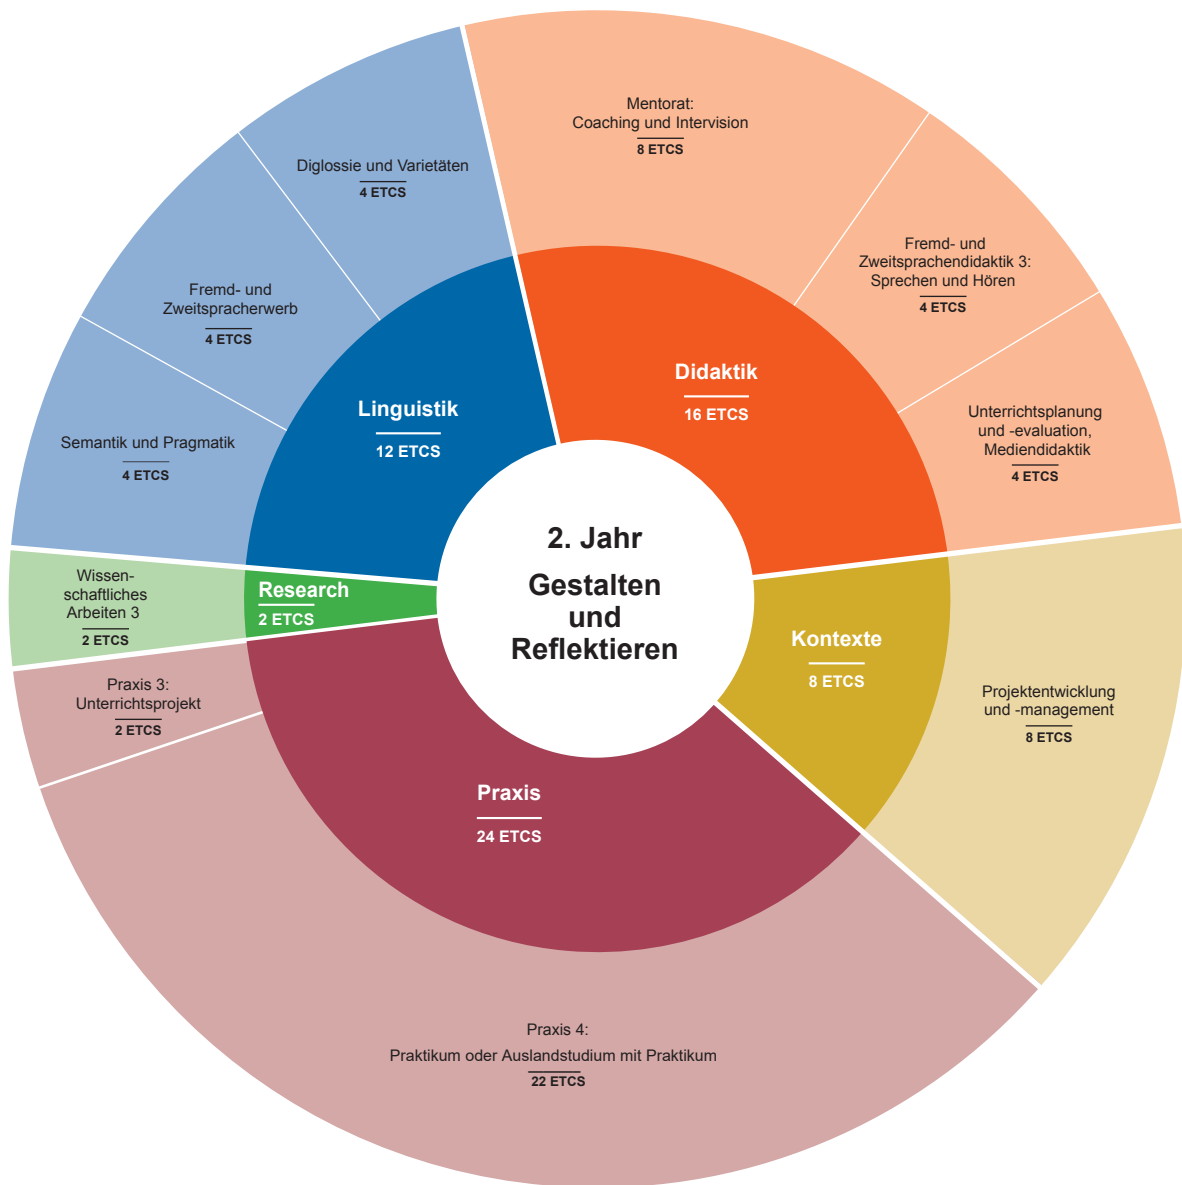 2. Jahr
Gestalten
und
Reflektieren
Didaktik
16 ETCS
Mentorat:
Coaching und Intervision
8 ETCS
Fremd- und
Zweitsprachendidaktik 3:
Sprechen und Hören
4 ETCS
Unterrichtsplanung
und -evaluation,
Mediendidaktik
4 ETCS
Kontexte
8 ETCS
Projektentwicklung
und -management
8 ETCS
Praxis
24 ETCS
Praxis 4:
Praktikum oder Auslandstudium mit Praktikum
22 ETCS
Praxis 3:
Unterrichtsprojekt
2 ETCS
Research
2 ETCS
Wissen-
schaftliches
Arbeiten 3
2 ETCS
Linguistik
12 ETCS
Semantik und Pragmatik
4 ETCS
Fremd- und
Zweitspracherwerb
4 ETCS
Diglossie und Varietäten
4 ETCS